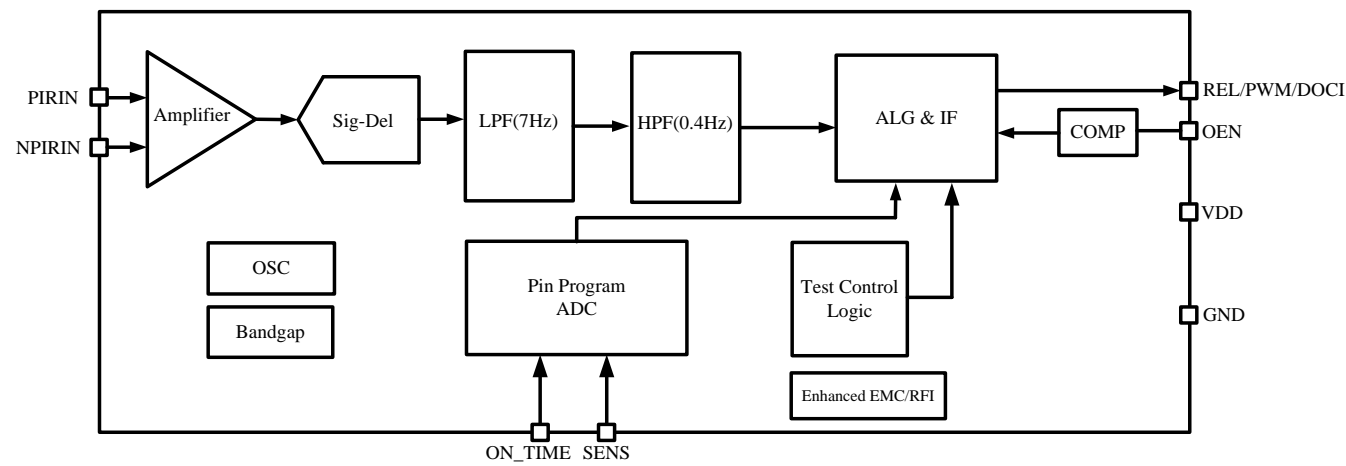 PIRIN
NPIRIN
Amplifier
Sig-Del
LPF(7Hz)
HPF(0.4Hz)
ALG & IF
COMP
REL/PWM/DOCI
OEN
VDD
GND
OSC
Bandgap
Pin Program
ADC
Test Control
Logic
Enhanced EMC/RFI
ON_TIME
SENS